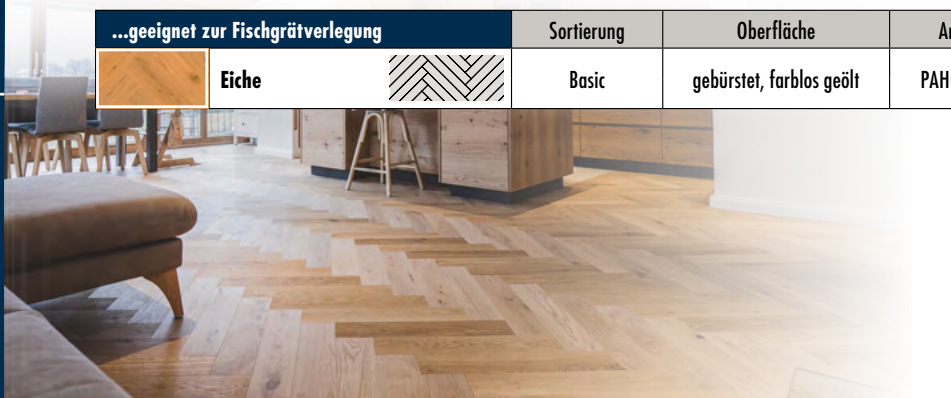 ...geeignet zur Fischgrätverlegung Sortierung Oberfläche
Eiche Basic gebürstet, farblos geölt PAH